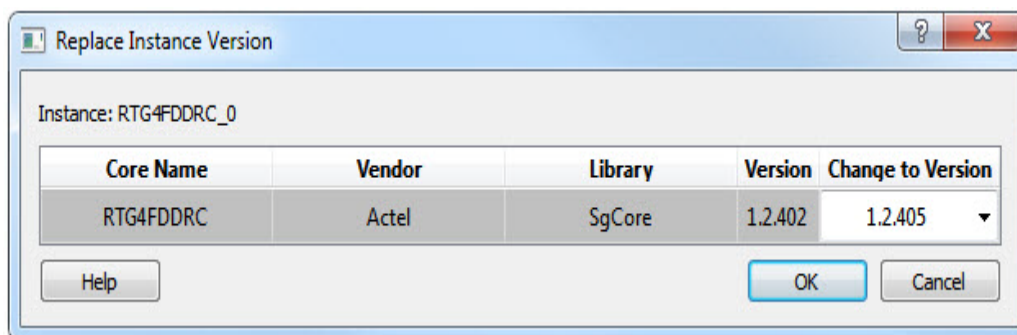 Replace Instance Version
?
X
Instance: RTG4FDDRC_0
Core Name Vendor Library Version Change to Version
RTG4FDDRC Actel SgCore 1.2.402 1.2.405
Help OK Cancel